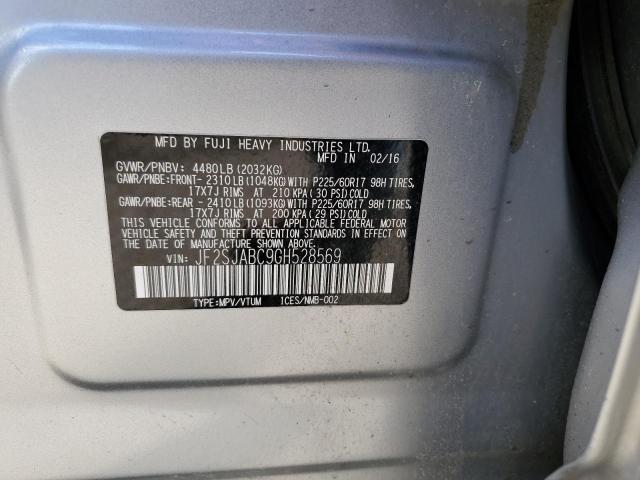 MFD BY FUJI HEAVY INDUSTRIES LTD.
MFD IN 02/16
GVWR/PNBV: 4480LB(2032KG)
GAWR/PNBE:FRONT-2310LB(1048KG)WITH P225/60R17 98H TIRES,
17X7J RIMS AT 210 KPA(30 PSI)COLD
GAWR/PNBE:REAR -2410LB(1093KG)WITH P225/60R17 98H TIRES,
17X7J RIMS AT 200 KPA(29 PSI)COLD
THIS VEHICLE CONFORMS TO ALL APPLICABLE FEDERAL MOTOR
VEHICLE SAFETY AND THEFT PREVENTION STANDARDS IN EFFECT
ON THE DATE OF MANUFACTURE SHOWN ABOVE.
VIN: JF2SJABC9GH528569
TYPE:MPV/VTUM ICES/NMB-002